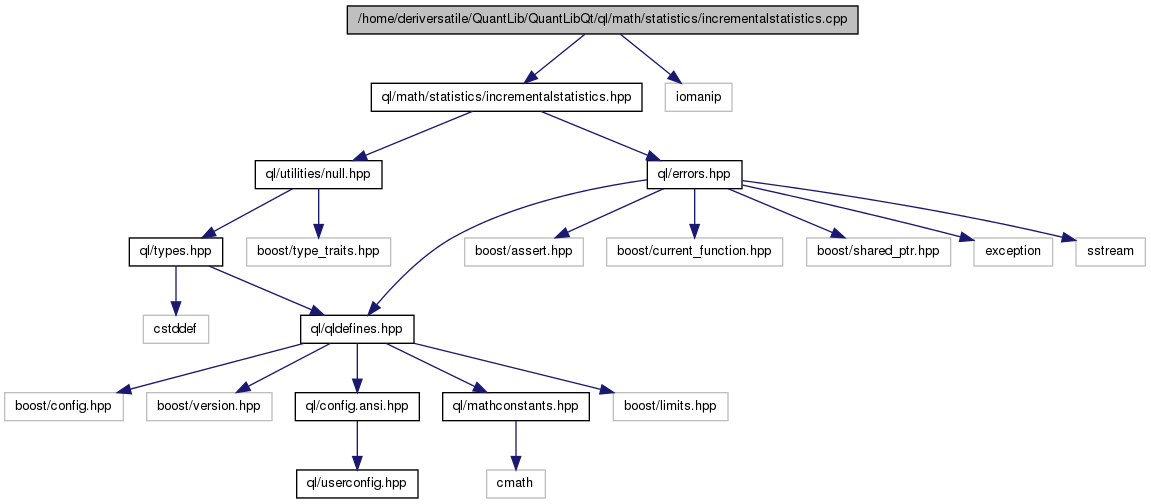 /home/deriversatile/QuantLib/QuantLibQt/ql/math/statistics/incrementalstatistics.cpp
ql/math/statistics/incrementalstatistics.hpp
iomanip
ql/utilities/null.hpp
ql/errors.hpp
ql/types.hpp
boost/type_traits.hpp
boost/assert.hpp
boost/current_function.hpp
boost/shared_ptr.hpp
exception
sstream
cstddef
ql/qldefines.hpp
boost/config.hpp
boost/version.hpp
ql/config.ansi.hpp
ql/mathconstants.hpp
boost/limits.hpp
ql/userconfig.hpp
cmath